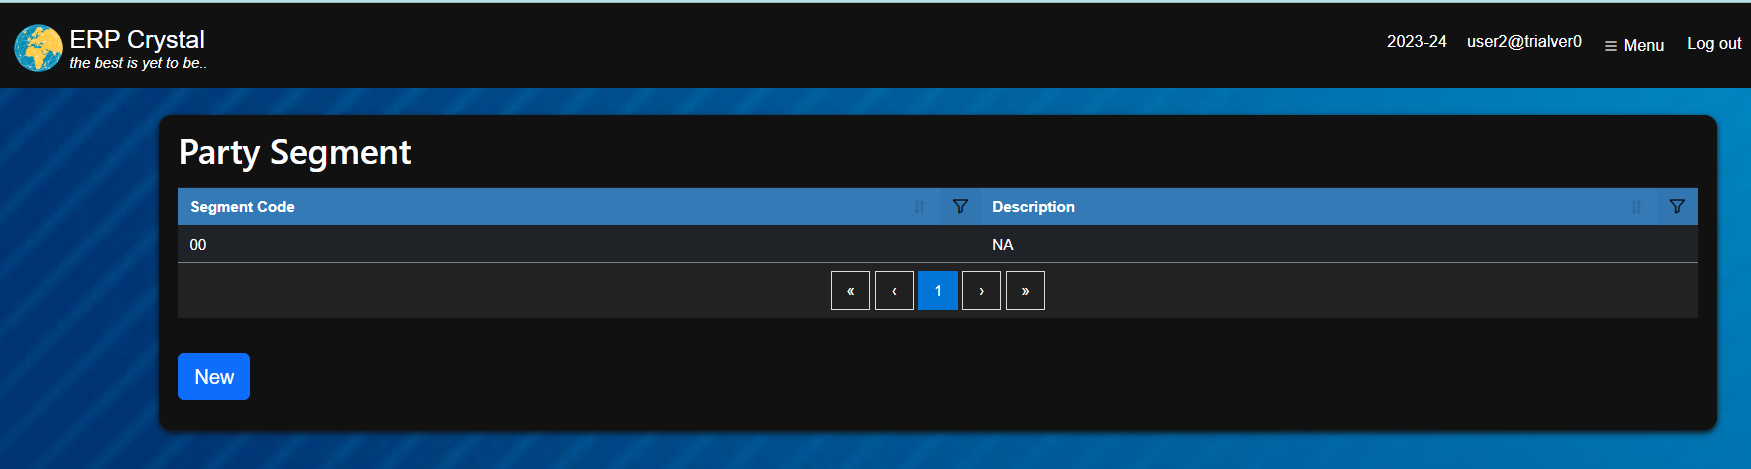 ERP Crystal
the best is yet to be..
2023-24 user2@trialver0 Menu Log out
Party Segment
Segment Code Description
00 NA
« ‹ 1 › »
New